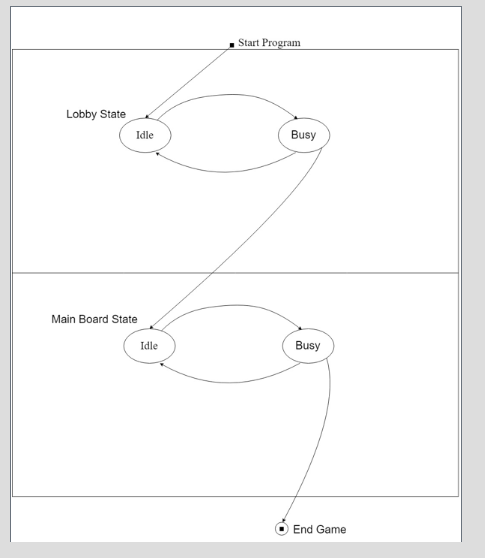 Start Program
Lobby State
Idle
Busy
Main Board State
Idle
Busy
End Game